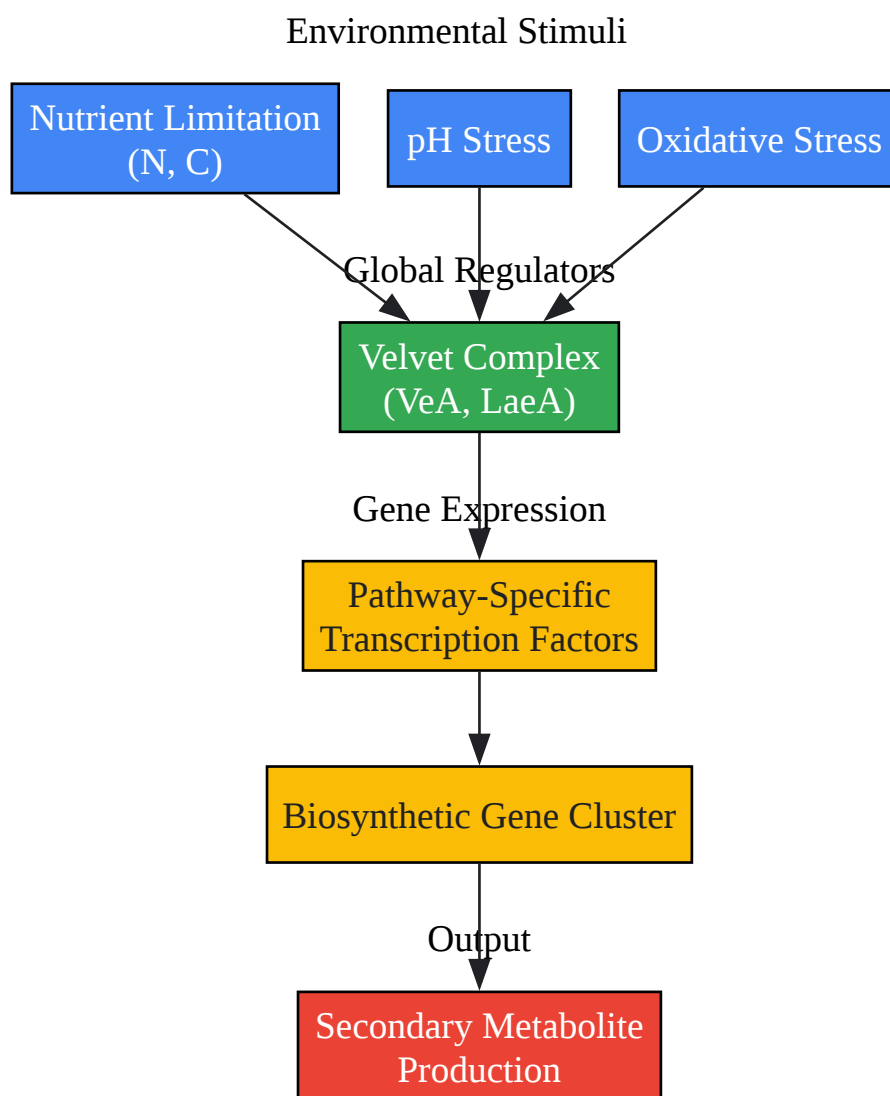 Environmental Stimuli
Nutrient Limitation
(N, C)
pH Stress
Oxidative Stress
Global Regulators
Velvet Complex
(VeA, LaeA)
Gene Expression
Pathway-Specific
Transcription Factors
Biosynthetic Gene Cluster
Output
Secondary Metabolite
Production